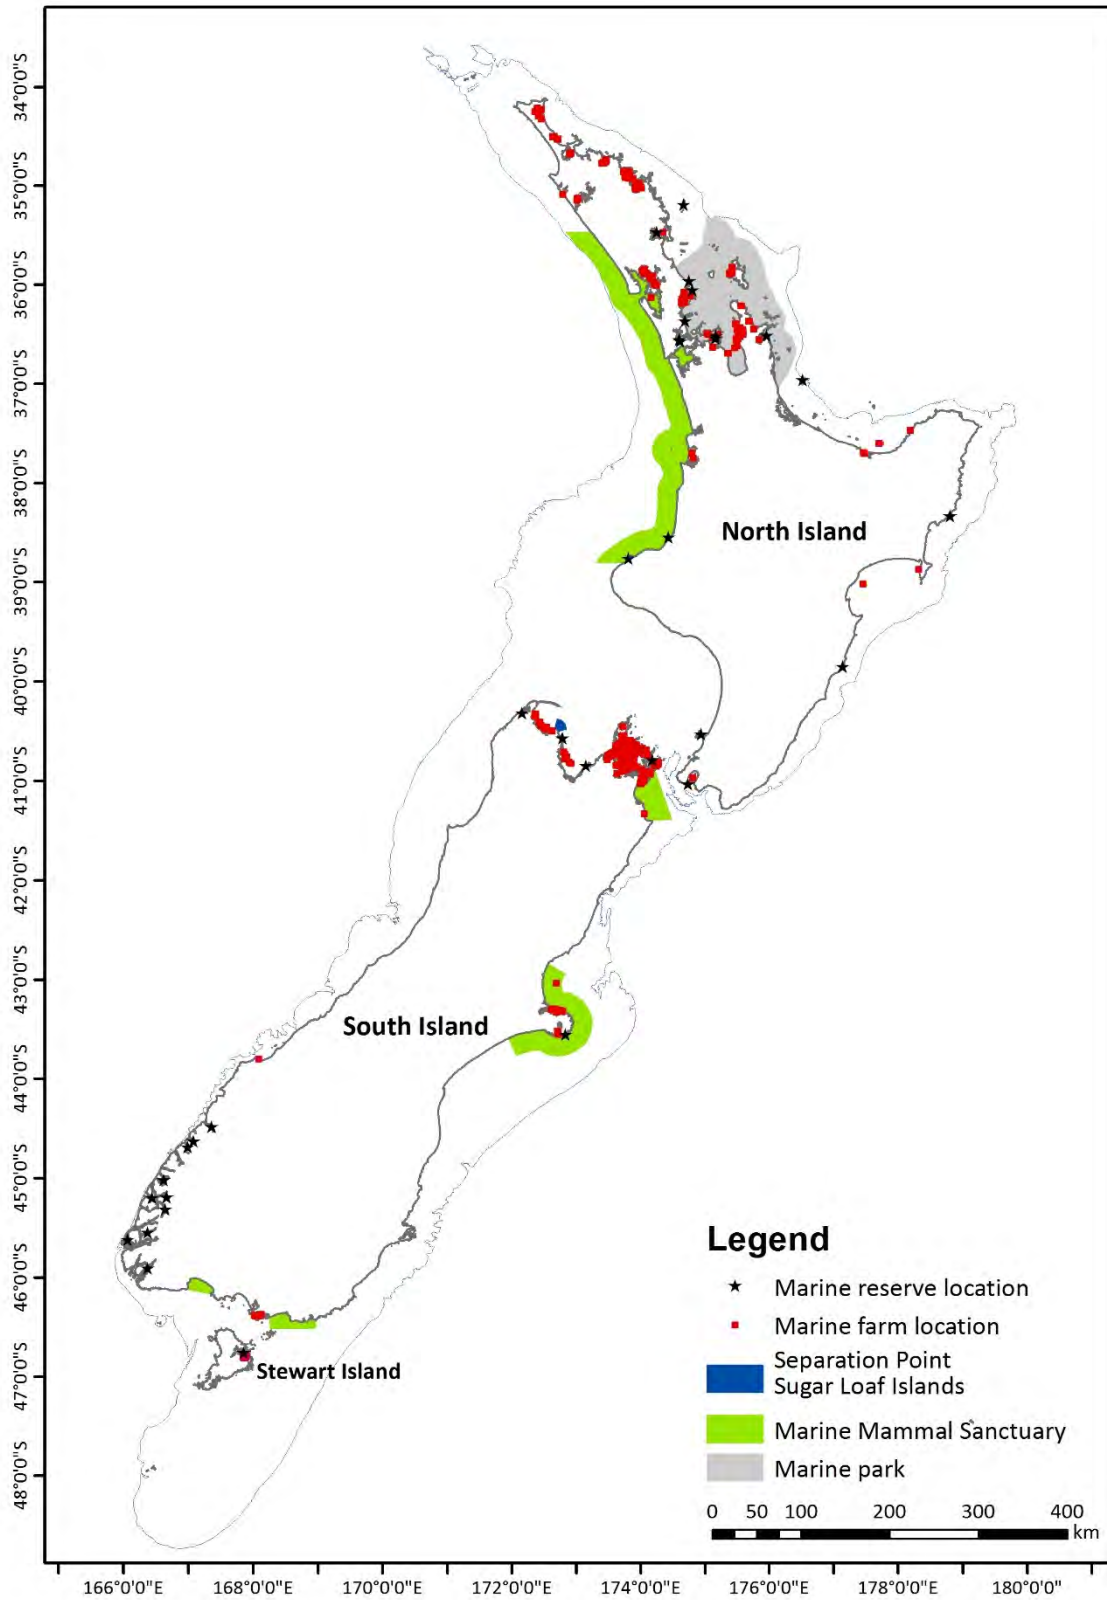 34°0'0"S
35°0'0"S
36°0'0"S
37°0'0"S
38°0'0"S
39°0'0"S
40°0'0"S
41°0'0"S
42°0'0"S
43°0'0"S
44°0'0"S
45°0'0"S
46°0'0"S
47°0'0"S
48°0'0"S
North Island
South Island
Stewart Island
Legend
Marine reserve location
Marine farm location
Separation Point
Sugar Loaf Islands
Marine Mammal Sanctuary
Marine park
0 50 100 200 300 400
km
166°0'0"E 168°0'0"E 170°0'0"E 172°0'0"E 174°0'0"E 176°0'0"E 178°0'0"E 180°0'0"